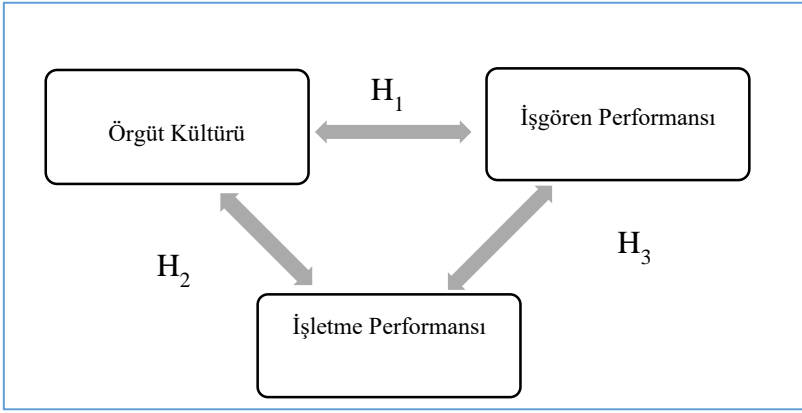 H₁
Örgüt Kültürü
İşgören Performansı
H₂
H₃
İşletme Performansı